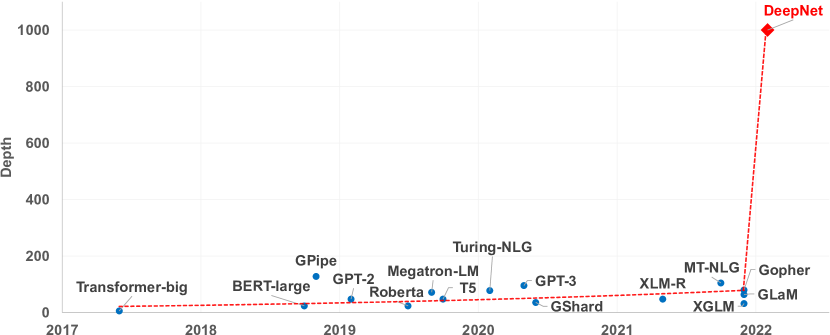 DeepNet
1000
800
600
400
200
0
Depth
Turing-NLG
GPipe
Megatron-LM
GPT-2
GPT-3
MT-NLG
Gopher
Transformer-big
BERT-large
Roberta
T5
XLM-R
GShard
XGLM
GLaM
2017
2018
2019
2020
2021
2022